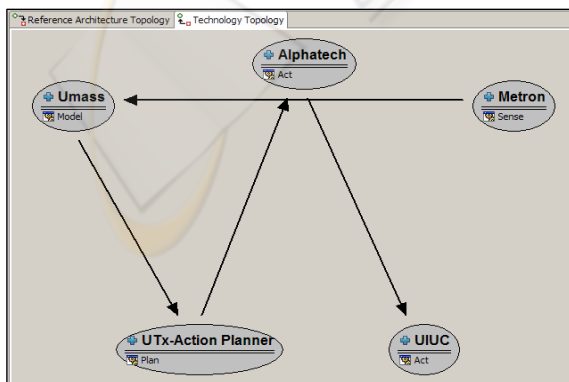 Reference Architecture Topology Technology Topology
Alphatech
Act
Umass
Model
Metron
Sense
UTx-Action Planner
Plan
UIUC
Act